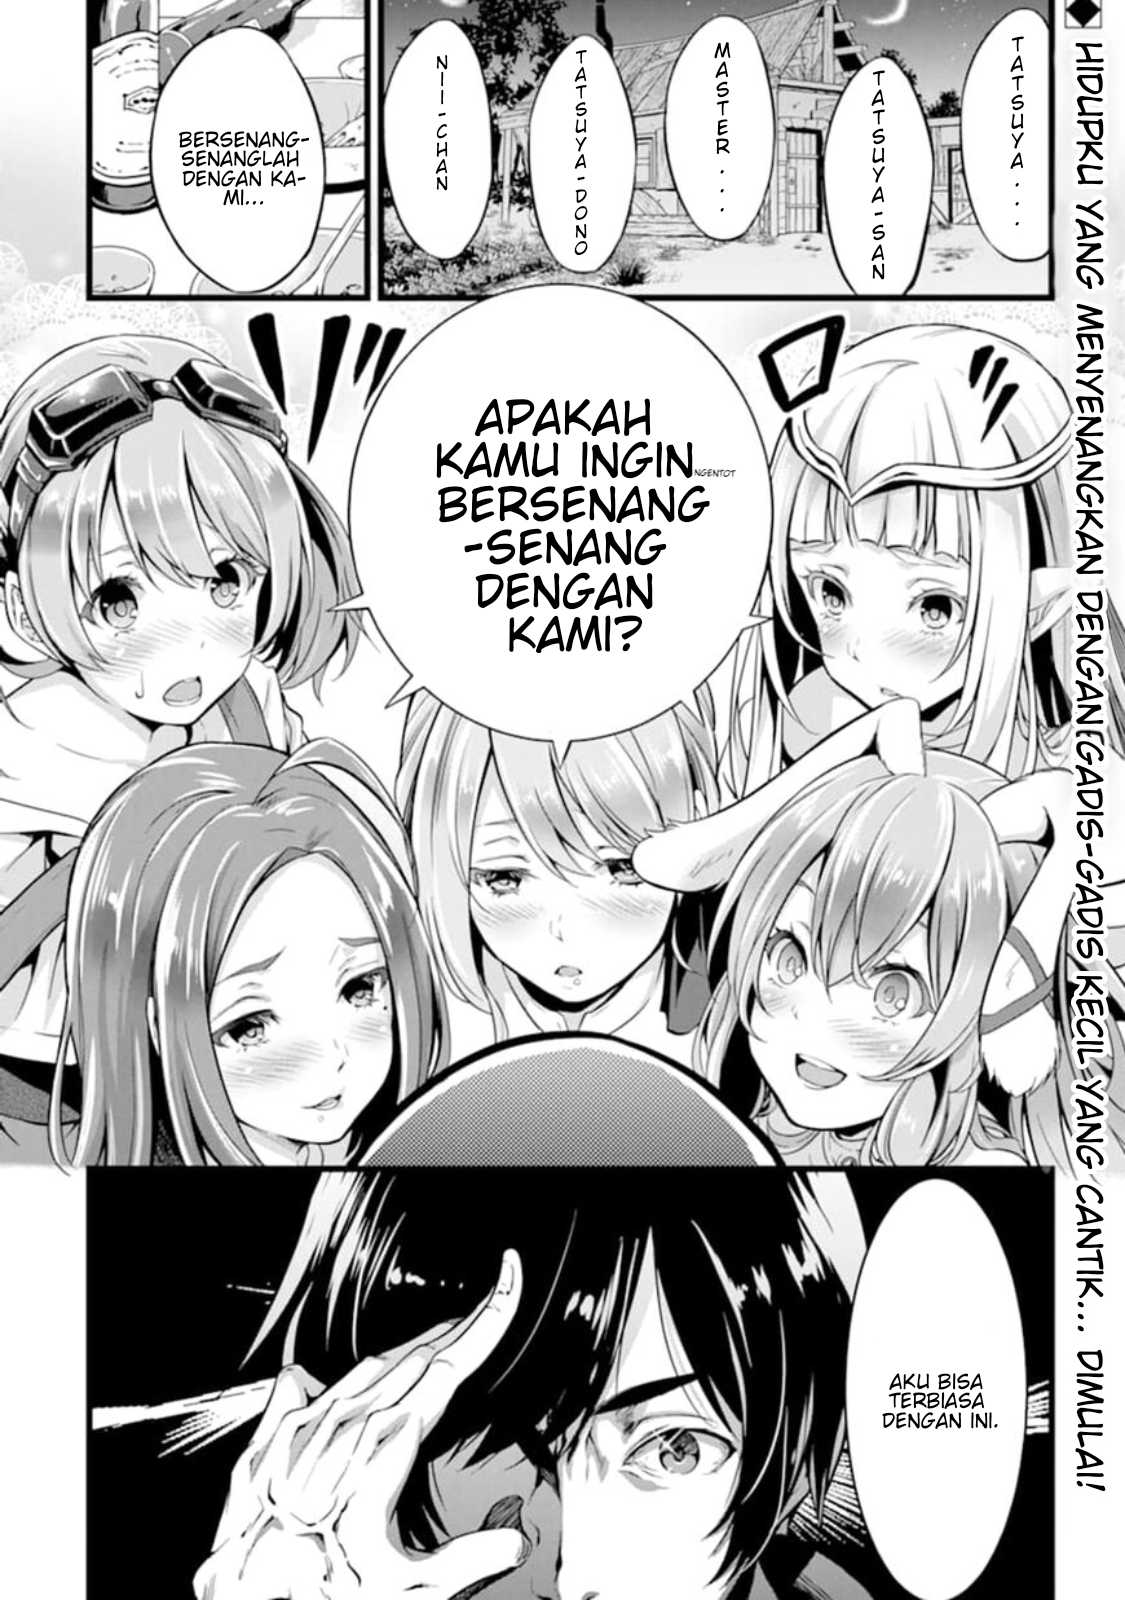 ◆HIDUPKU YANG MENYENANGKAN DENGAN[GADIS-GADIS KECIL YANG CANTIK... DIMULAI!
TATSUYA...
TATSUYA-SAN
MASTER...
TATSUYA-DONO
NII-CHAN
BERSENANG-
SENANGLAH
DENGAN KA-
MI...
APAKAH
KAMU INGIN
NGENTOT
BERSENANG
-SENANG
DENGAN
KAMI?
AKU BISA
TERBIASA
DENGAN INI.